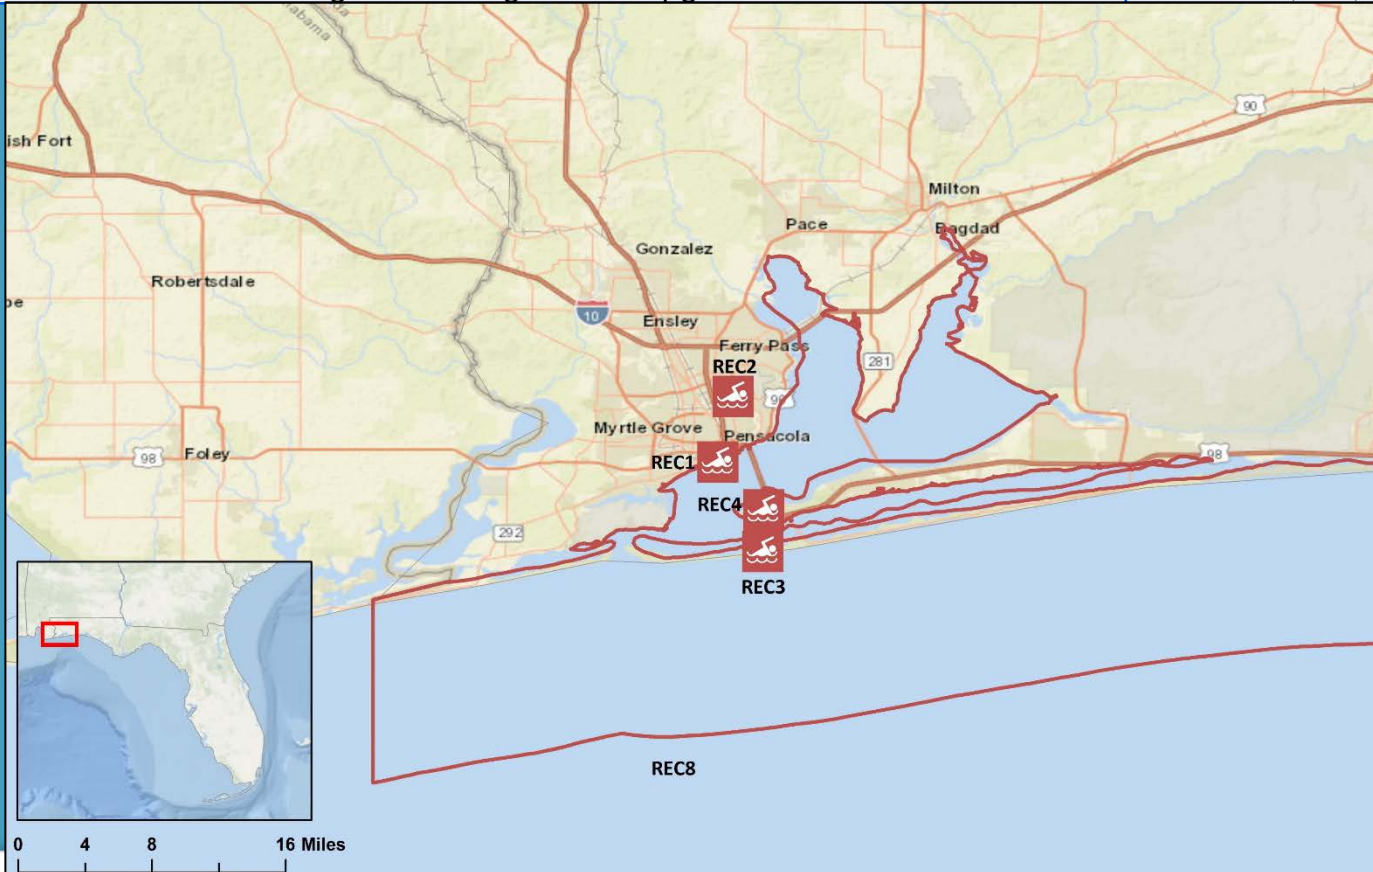 abama
90
ish Fort
Milton
Pace
Bagdad
Gonzalez
Robertsdale
10
Ensley
Ferry Pass
281
REC2
Myrtle Grove
Pensacola
98
Foley
REC1
98
REC4
292
REC3
REC8
0 4 8 16 Miles